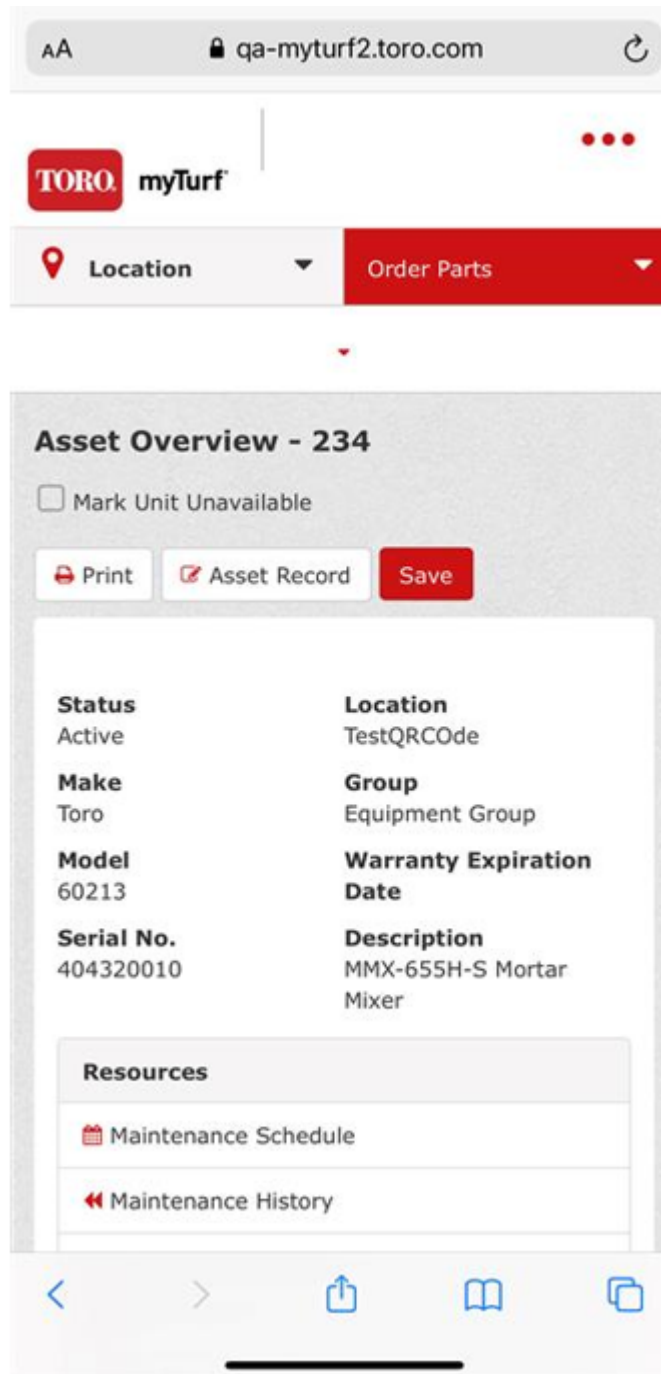 AA qa-myturf2.toro.com
TORO. myTurf
Location Order Parts
Asset Overview - 234
Mark Unit Unavailable
Print Asset Record Save
Status
Active
Location
TestQRCOde
Make
Toro
Group
Equipment Group
Model
60213
Warranty Expiration
Date
Serial No.
404320010
Description
MMX-655H-S Mortar
Mixer
Resources
Maintenance Schedule
Maintenance History